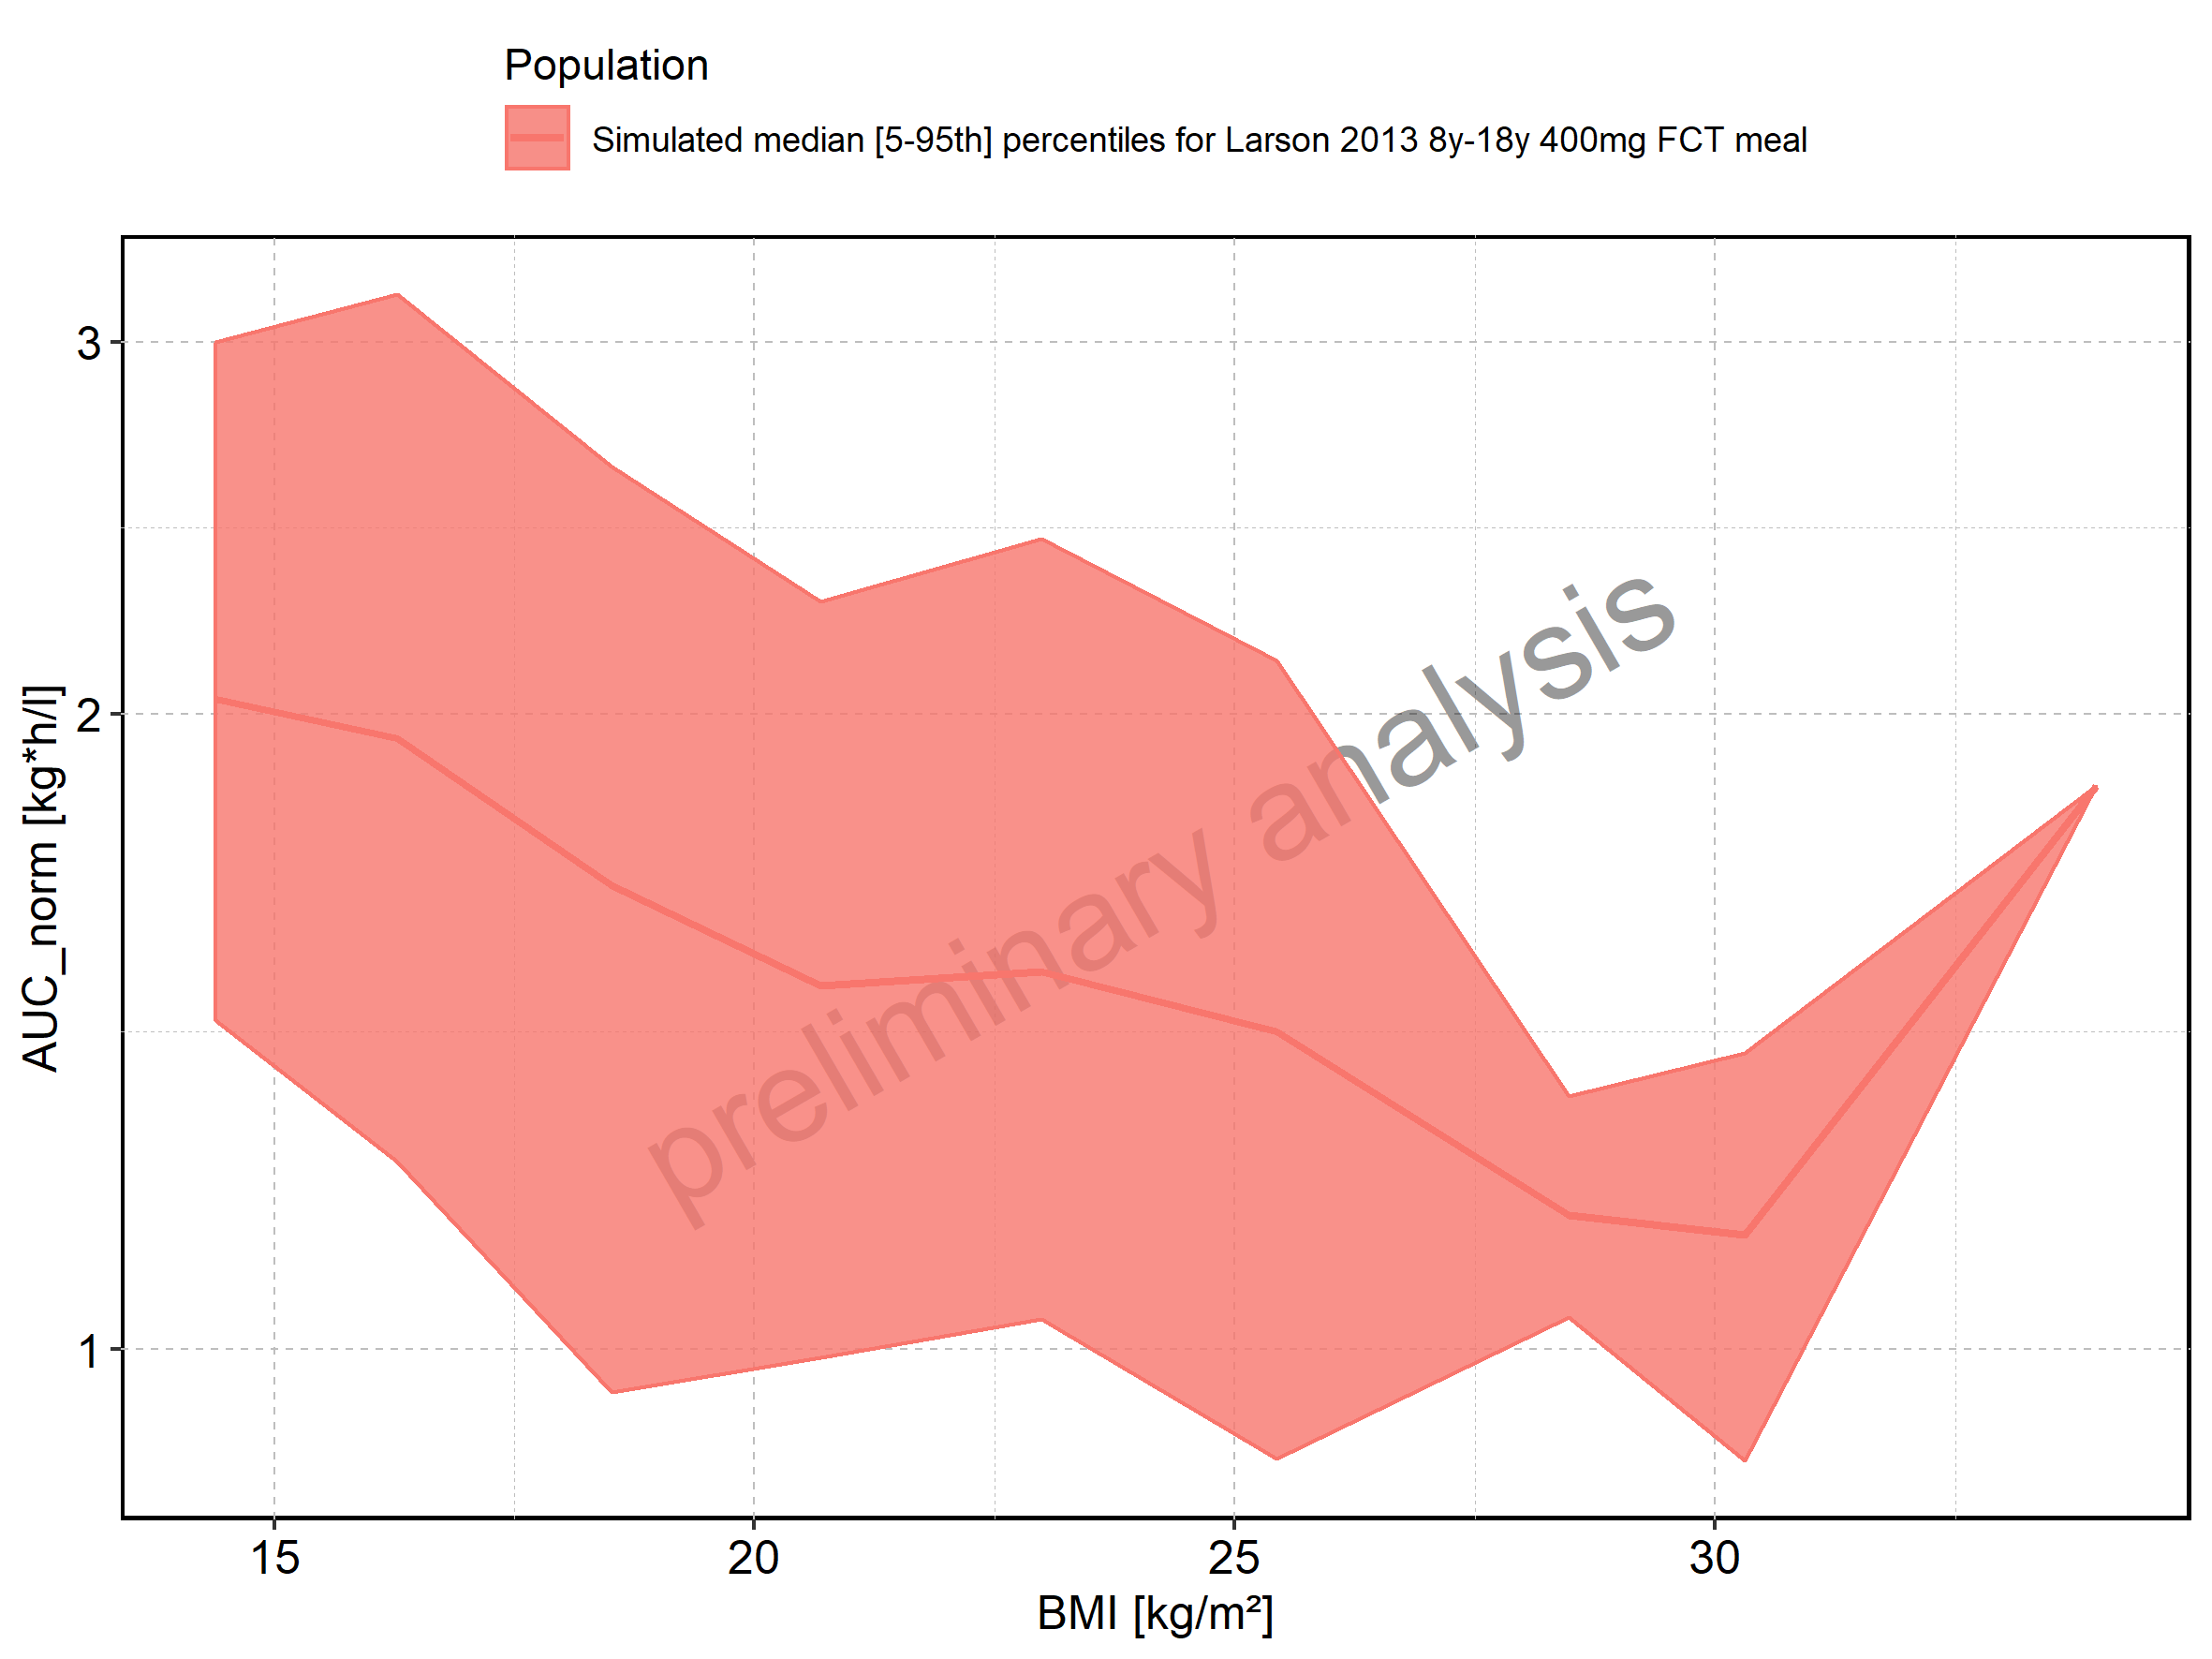 Population
Simulated median [5-95th] percentiles for Larson 2013 8y-18y 400mg FCT meal
AUC_norm [kg*h/l]
3
2
1
preliminary analysis
15 20 25 30
BMI [kg/m²]